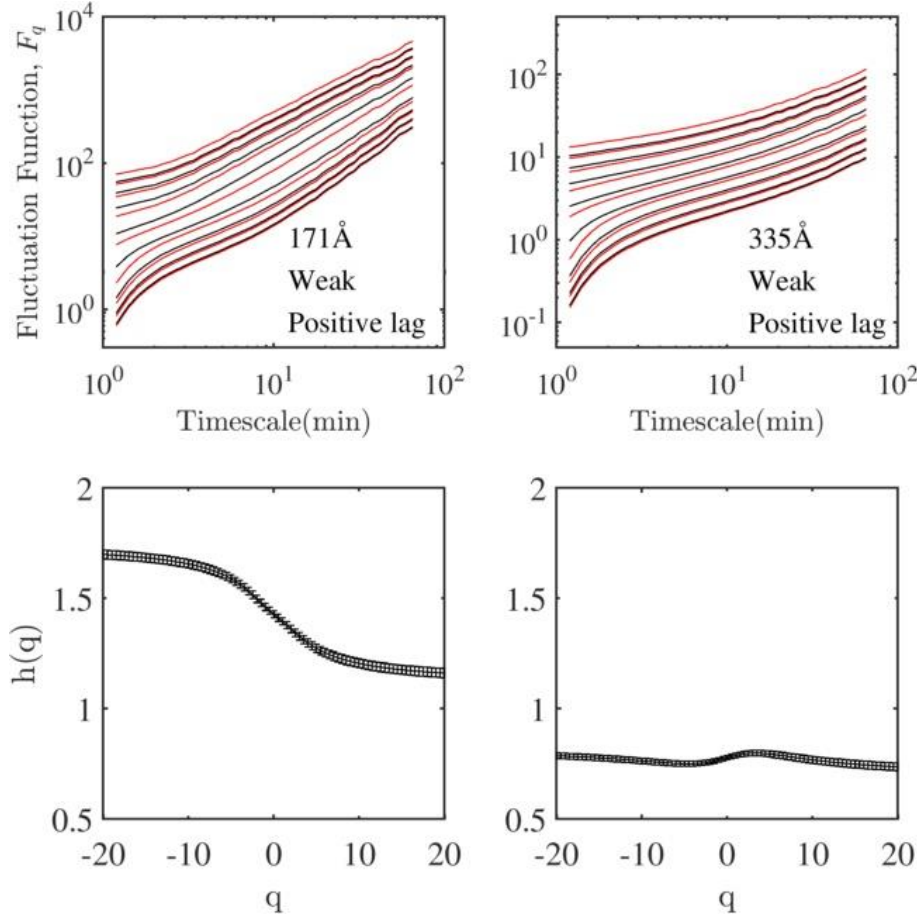 Fluctuation Function, F_q
10^4
10^2
10^0
171Å
Weak
Positive lag
10^0 10^1 10^2
Timescale(min)
10^2
10^1
10^0
10^-1
335Å
Weak
Positive lag
10^0 10^1 10^2
Timescale(min)
h(q)
2
1.5
1
0.5
-20 -10 0 10 20
q
2
1.5
1
0.5
-20 -10 0 10 20
q